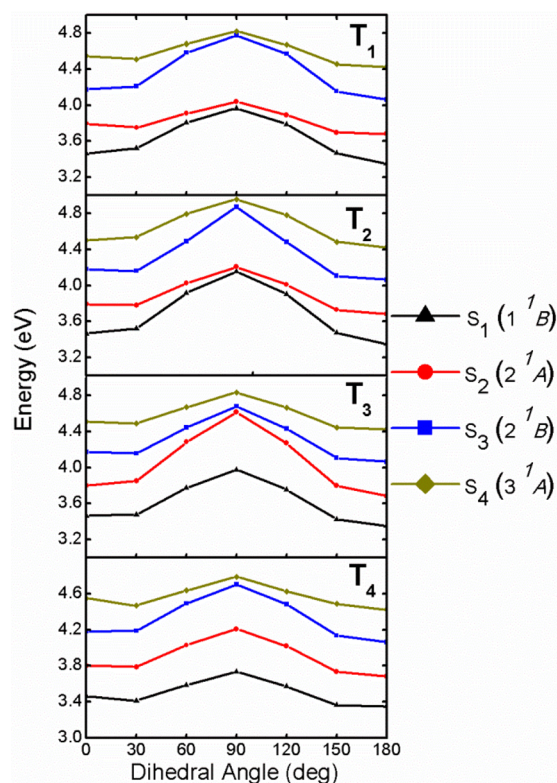 4.8
4.4
4.0
3.6
3.2
T1
4.8
4.4
4.0
3.6
3.2
T2
4.8
4.4
4.0
3.6
3.2
T3
4.6
4.2
3.8
3.4
3.0
T4
Energy (eV)
0 30 60 90 120 150 180
Dihedral Angle (deg)
S1 (1 1B)
S2 (2 1A)
S3 (2 1B)
S4 (3 1A)